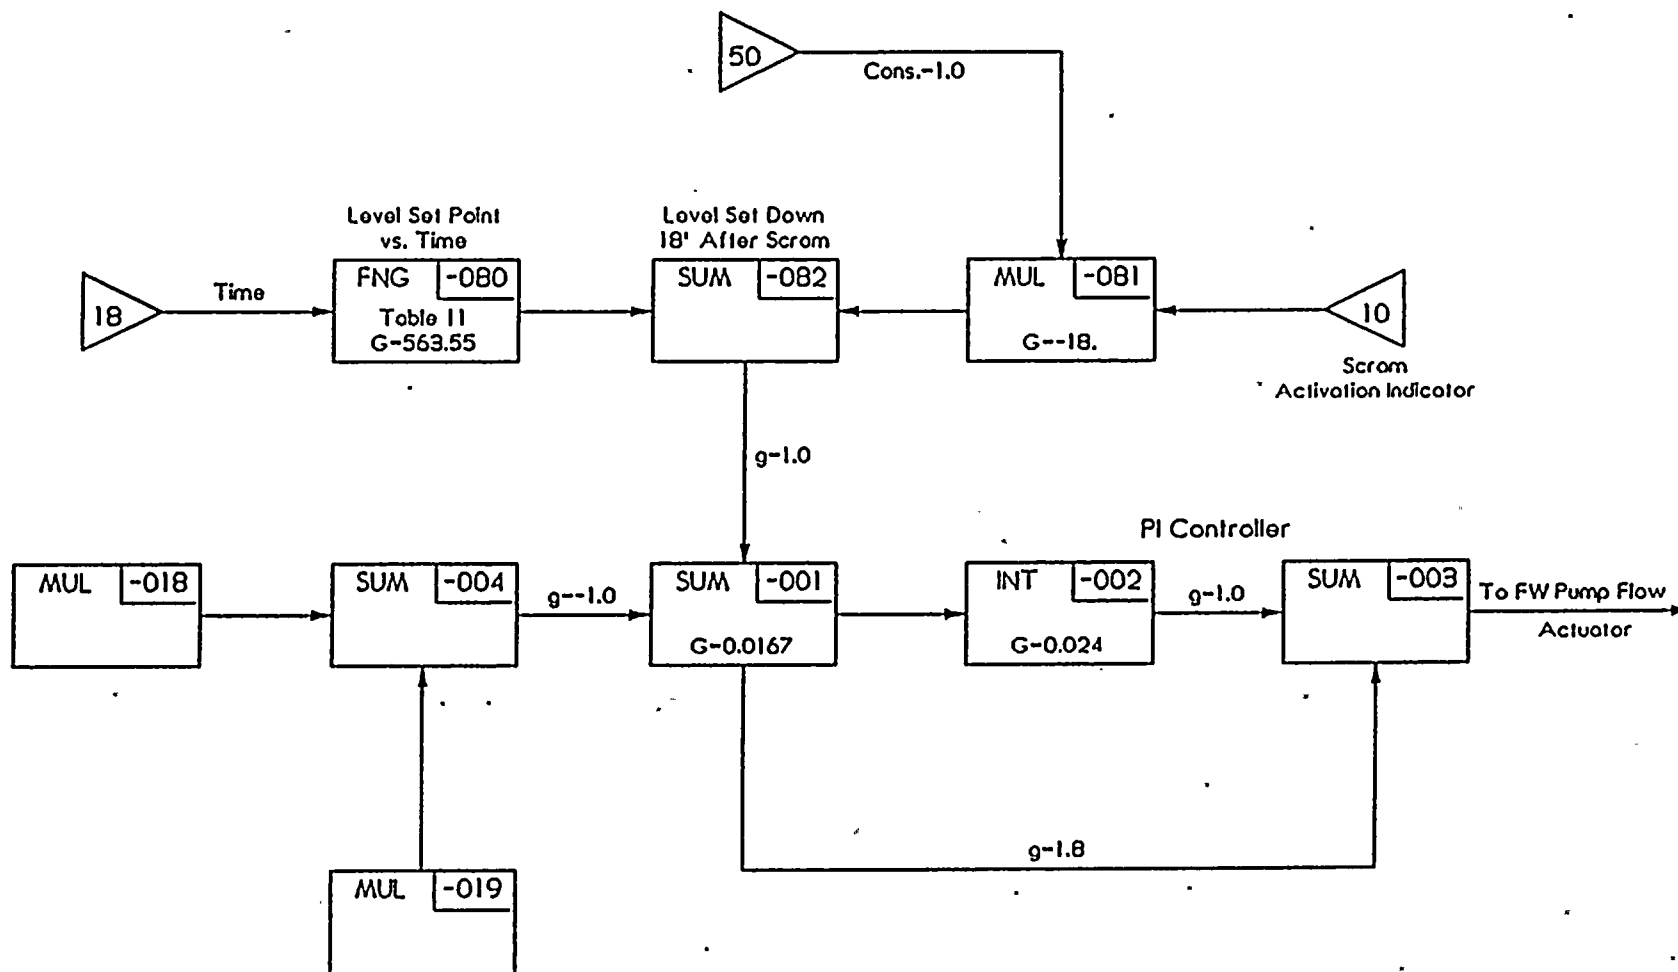 50
Cons.-1.0
Level Set Point
vs. Time
Level Set Down
18' After Scram
FNG -080
SUM -082
MUL -081
18
Time
Table 11
G-563.55
G--18.
10
Scram
Activation Indicator
g-1.0
PI Controller
MUL -018
SUM -004
g--1.0
SUM -001
G-0.0167
INT -002
G-0.024
g-1.0
SUM -003
To FW Pump Flow
Actuator
g-1.8
MUL -019